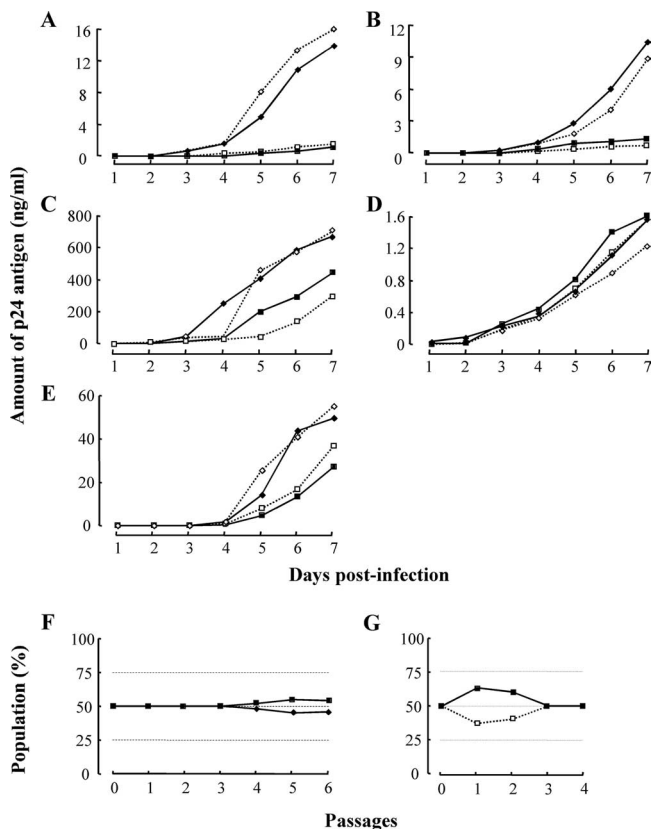 A
B
16
12
8
4
0
1 2 3 4 5 6 7
12
9
6
3
0
1 2 3 4 5 6 7
C
D
800
600
400
200
0
1 2 3 4 5 6 7
1.6
1.2
0.8
0.4
0
1 2 3 4 5 6 7
E
60
40
20
0
1 2 3 4 5 6 7
Amount of p24 antigen (ng/ml)
Days post-infection
F
G
100
75
50
25
0
0 1 2 3 4 5 6
100
75
50
25
0
0 1 2 3 4
Population (%)
Passages